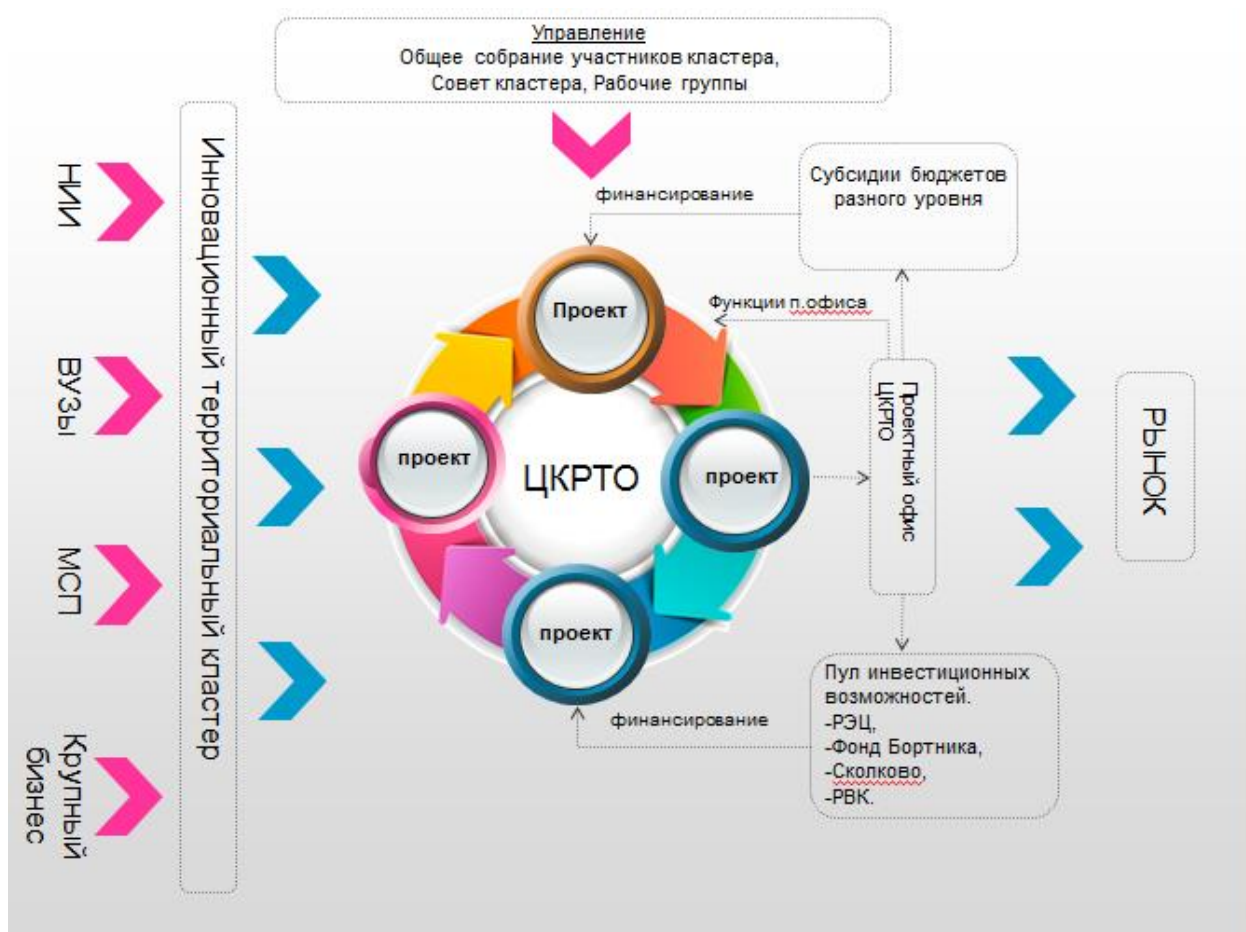 Управление
Общее собрание участников кластера,
Совет кластера, Рабочие группы
НИИ
ВУЗы
МСП
Крупный
бизнес
Инновационный территориальный кластер
финансирование
Субсидии бюджетов
разного уровня
Проект
Функции п.офиса
проект
ЦКРТО
проект
проект
Проектный офис
ЦКРТО
РЫНОК
финансирование
Пул инвестиционных
возможностей.
-РЭЦ,
-Фонд Бортника,
-Сколково,
-РВК.